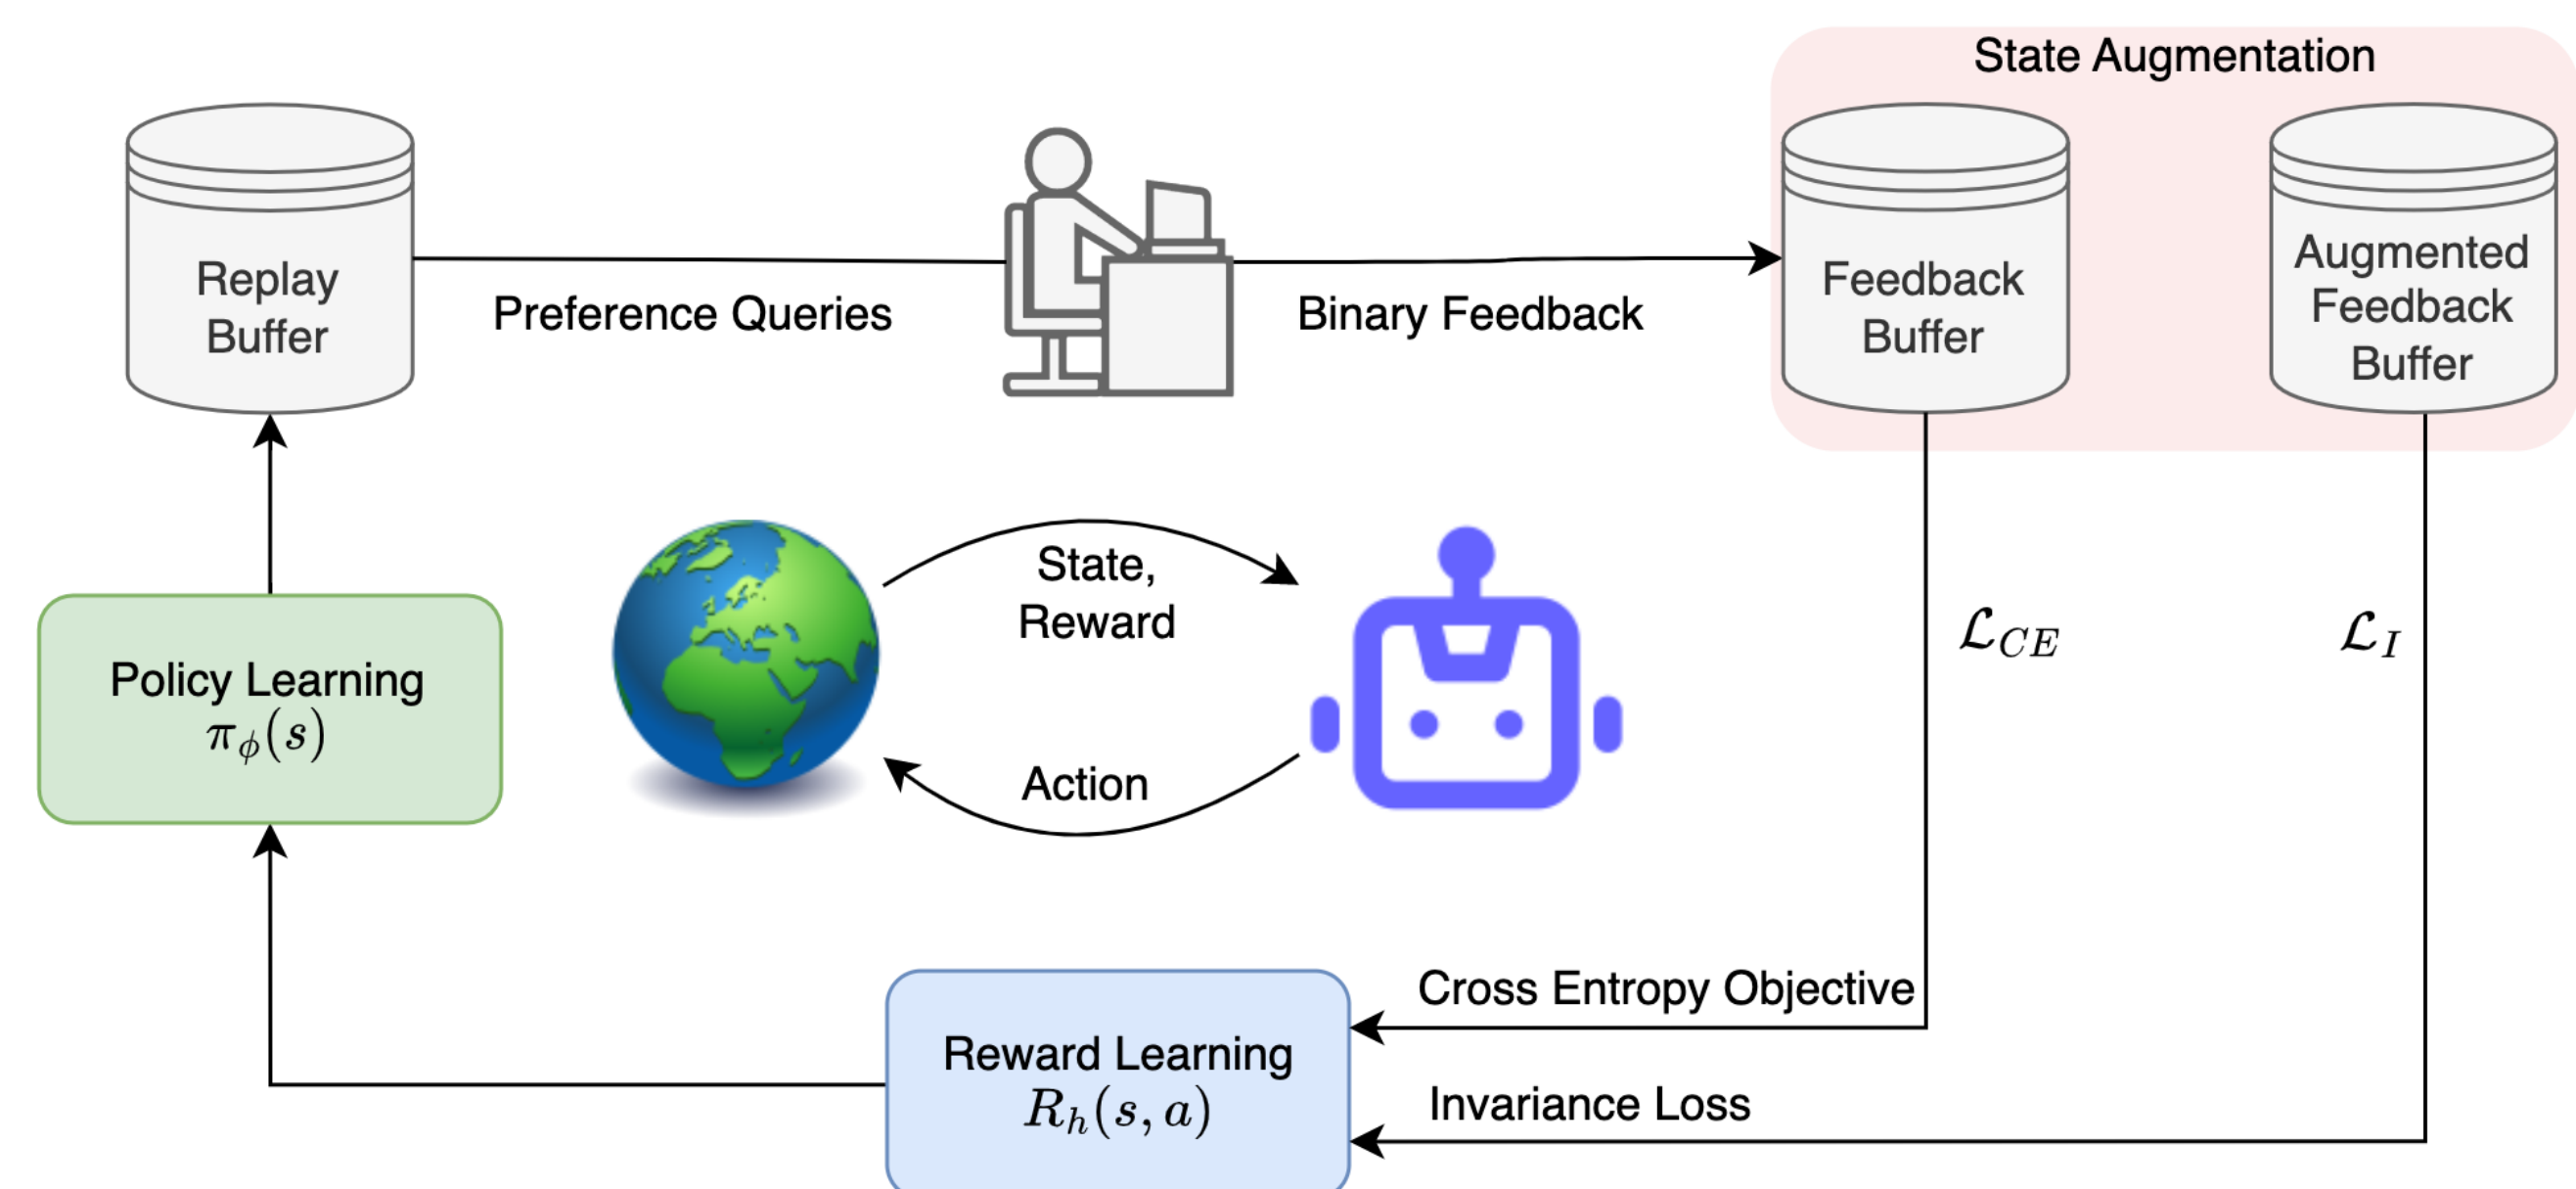 State Augmentation
Replay
Buffer
Preference Queries
Binary Feedback
Feedback
Buffer
Augmented
Feedback
Buffer
State,
Reward
Action
Policy Learning
π_ϕ(s)
ℒ_CE
ℒ_I
Cross Entropy Objective
Reward Learning
R_h(s, a)
Invariance Loss